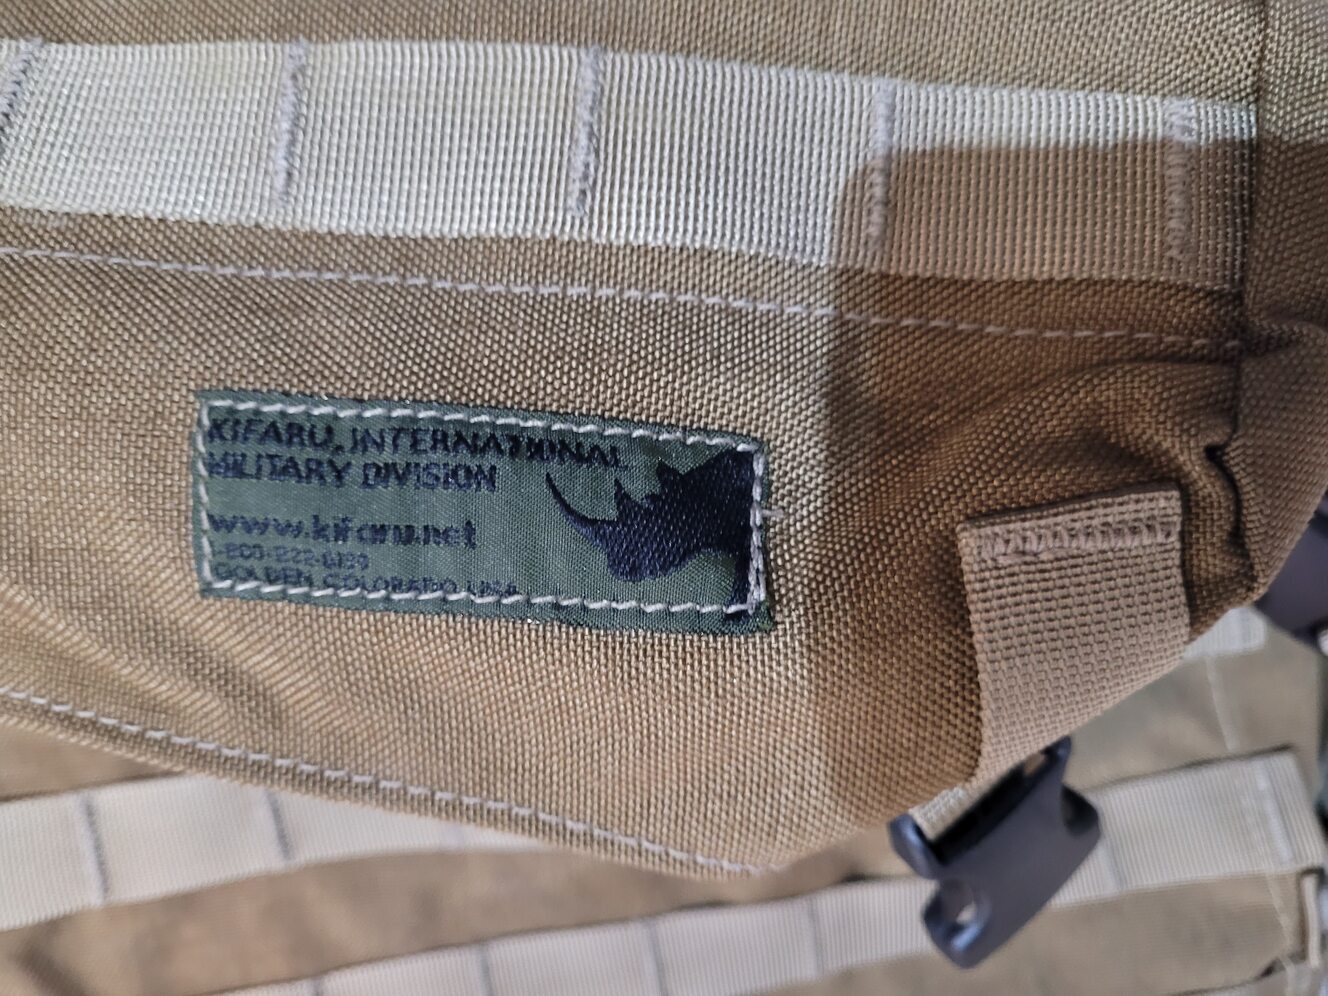 KIFARU, INTERNATIONAL
MILITARY DIVISION
www.kifaru.net
GOLDEN COLORADO USA